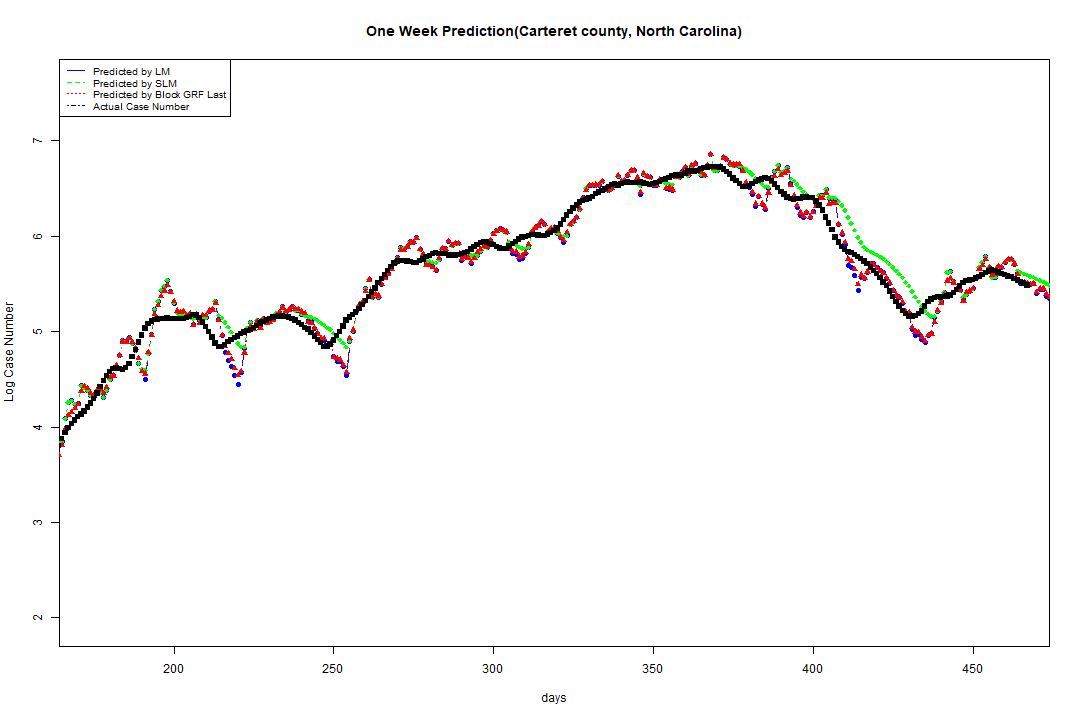 One Week Prediction(Carteret county, North Carolina)
Predicted by LM
Predicted by SLM
Predicted by Block GRF Last
Actual Case Number
7
6
5
4
3
2
Log Case Number
200 250 300 350 400 450
days